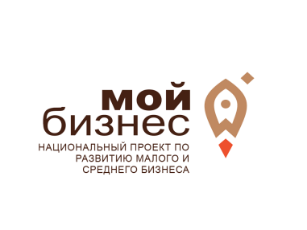 мой
бизнес
НАЦИОНАЛЬНЫЙ ПРОЕКТ ПО
РАЗВИТИЮ МАЛОГО И
СРЕДНЕГО БИЗНЕСА